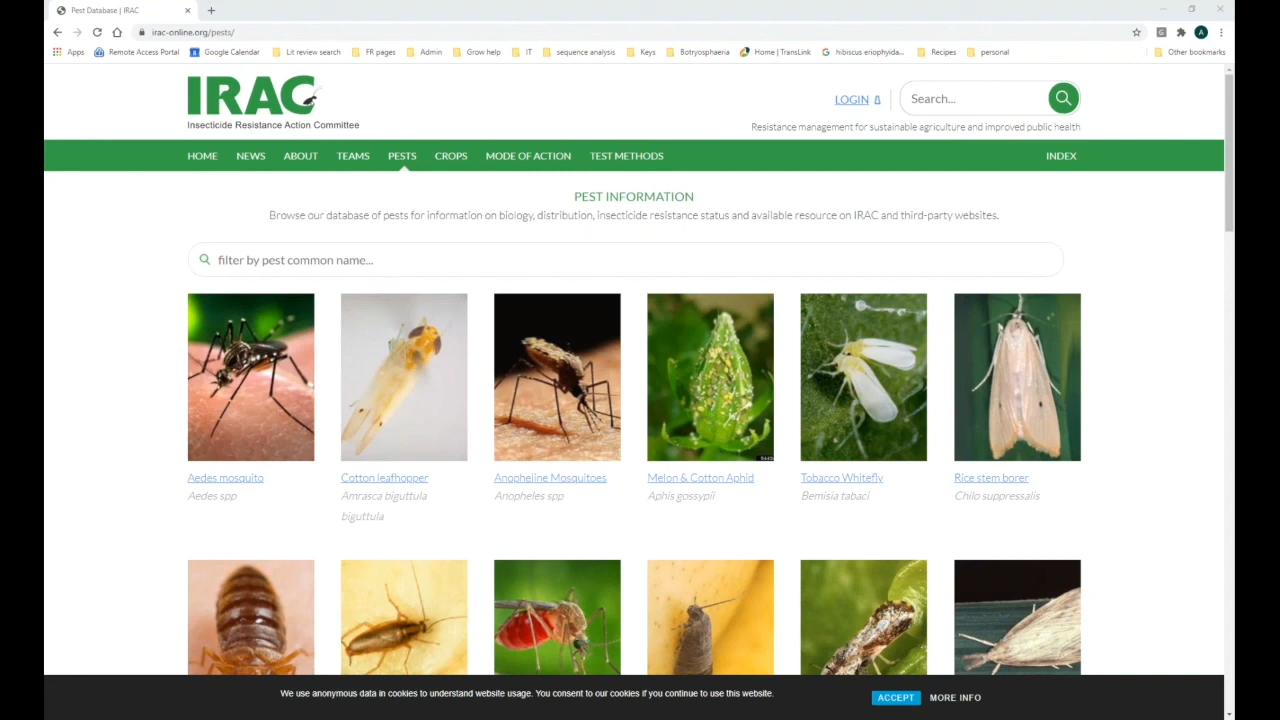 Pest Database | IRAC
irac-online.org/pests/
Apps Remote Access Portal Google Calendar Lit review search FR pages Admin Grow help IT sequence analysis Keys Botryosphaeria Home | TransLink hibiscus eriophyida... Recipes personal Other bookmarks
IRAC
Insecticide Resistance Action Committee
LOGIN
Search...
Resistance management for sustainable agriculture and improved public health
HOME NEWS ABOUT TEAMS PESTS CROPS MODE OF ACTION TEST METHODS INDEX
PEST INFORMATION
Browse our database of pests for information on biology, distribution, insecticide resistance status and available resource on IRAC and third-party websites.
filter by pest common name...
Aedes mosquito Cotton leafhopper Anopheline Mosquitoes Melon & Cotton Aphid Tobacco Whitefly Rice stem borer
Aedes spp Amrasca biguttula Anopheles spp Aphis gossypii Bemisia tabaci Chilo suppressalis
biguttula
We use anonymous data in cookies to understand website usage. You consent to our cookies if you continue to use this website.
ACCEPT MORE INFO